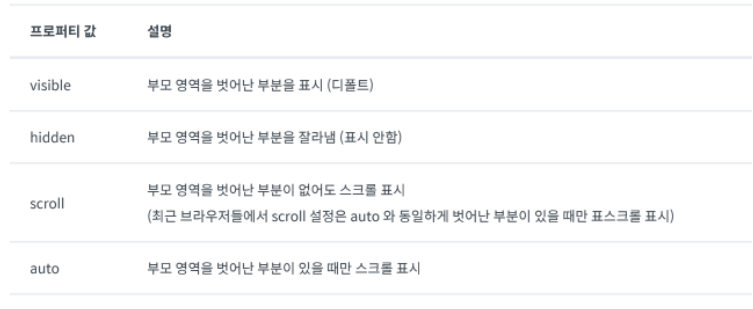 프로퍼티 값 설명
visible 부모 영역을 벗어난 부분을 표시 (디폴트)
hidden 부모 영역을 벗어난 부분을 잘라냄 (표시 안함)
scroll 부모 영역을 벗어난 부분이 없어도 스크롤 표시
(최근 브라우저들에서 scroll 설정은 auto 와 동일하게 벗어난 부분이 있을 때만 표스크롤 표시)
auto 부모 영역을 벗어난 부분이 있을 때만 스크롤 표시